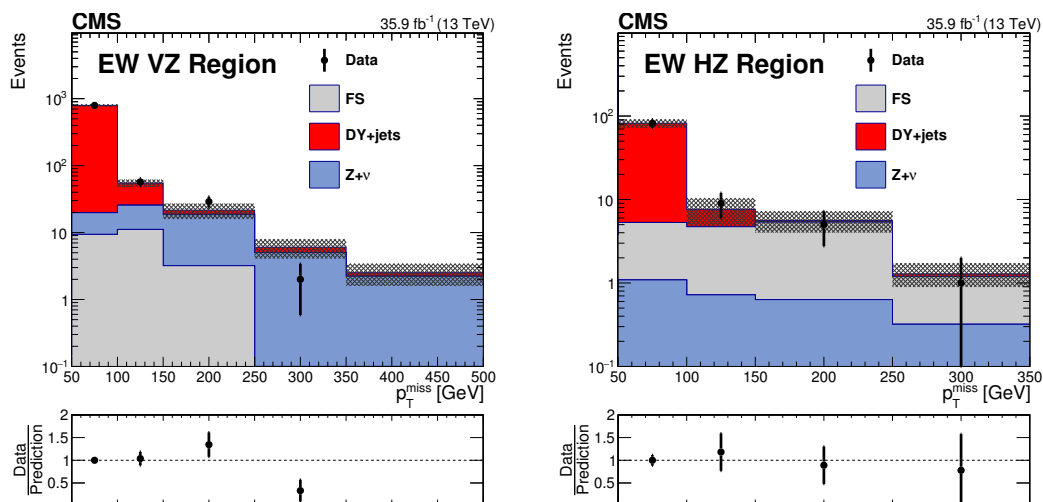 CMS 35.9 fb⁻¹ (13 TeV)
EW VZ Region
Data
FS
DY+jets
Z+ν
Events
10³
10²
10
1
10⁻¹
50 100 150 200 250 300 350 400 450 500
p_T^miss [GeV]
Data
Prediction
2
1.5
1
0.5
CMS 35.9 fb⁻¹ (13 TeV)
EW HZ Region
Data
FS
DY+jets
Z+ν
Events
10²
10
1
10⁻¹
50 100 150 200 250 300 350
p_T^miss [GeV]
Data
Prediction
2
1.5
1
0.5